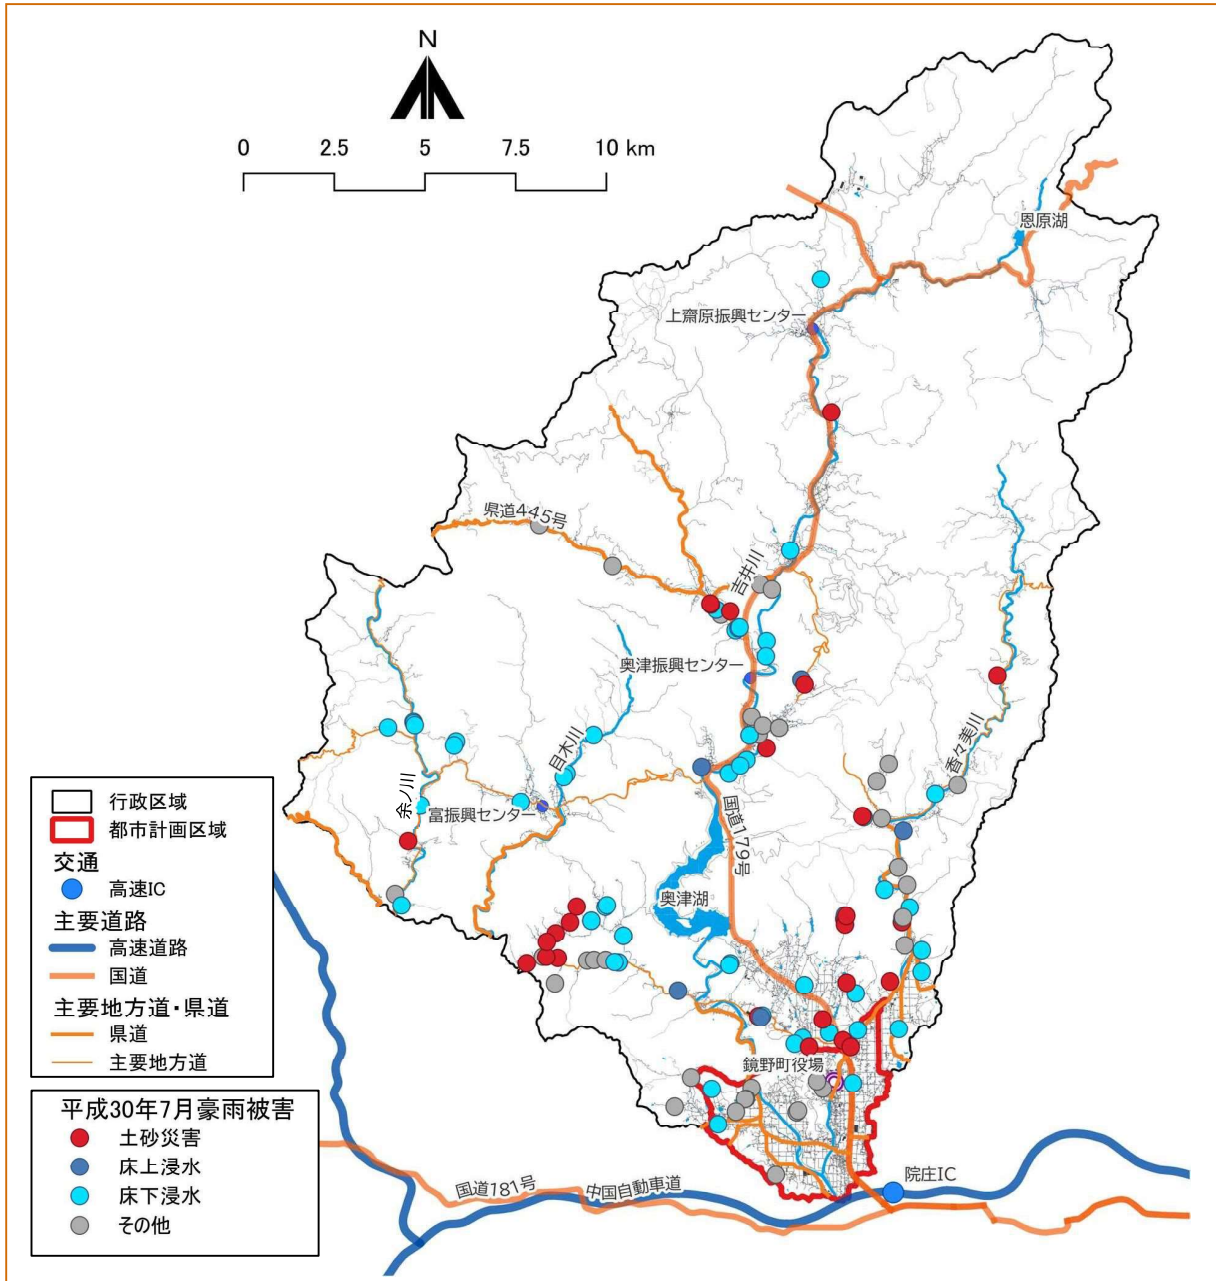 N
0 2.5 5 7.5 10 km
恩原湖
上齋原振興センター
県道445号
吉井川
奥津振興センター
香々美川
目木川
余ノ川
富振興センター
国道179号
奥津湖
鏡野町役場
院庄IC
国道181号
中国自動車道
行政区域
都市計画区域
交通
高速IC
主要道路
高速道路
国道
主要地方道・県道
県道
主要地方道
平成30年7月豪雨被害
土砂災害
床上浸水
床下浸水
その他